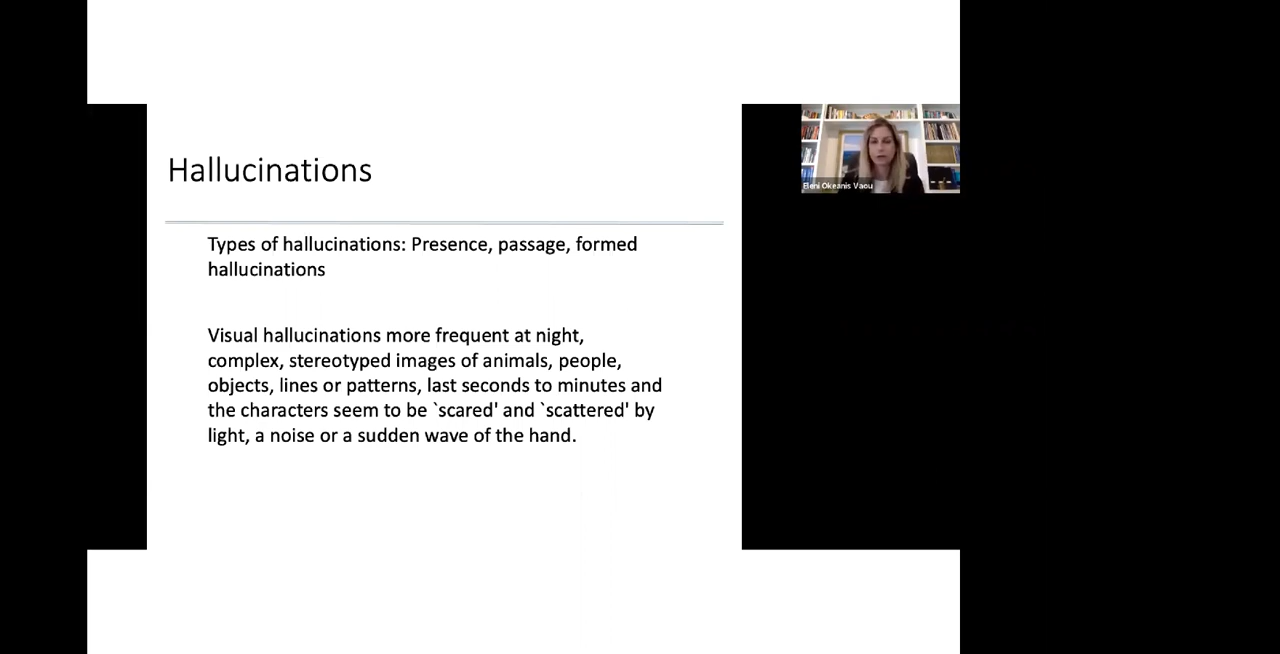 Hallucinations
Types of hallucinations: Presence, passage, formed
hallucinations
Visual hallucinations more frequent at night,
complex, stereotyped images of animals, people,
objects, lines or patterns, last seconds to minutes and
the characters seem to be `scared' and `scattered' by
light, a noise or a sudden wave of the hand.
Eleni Okeanis Vaou